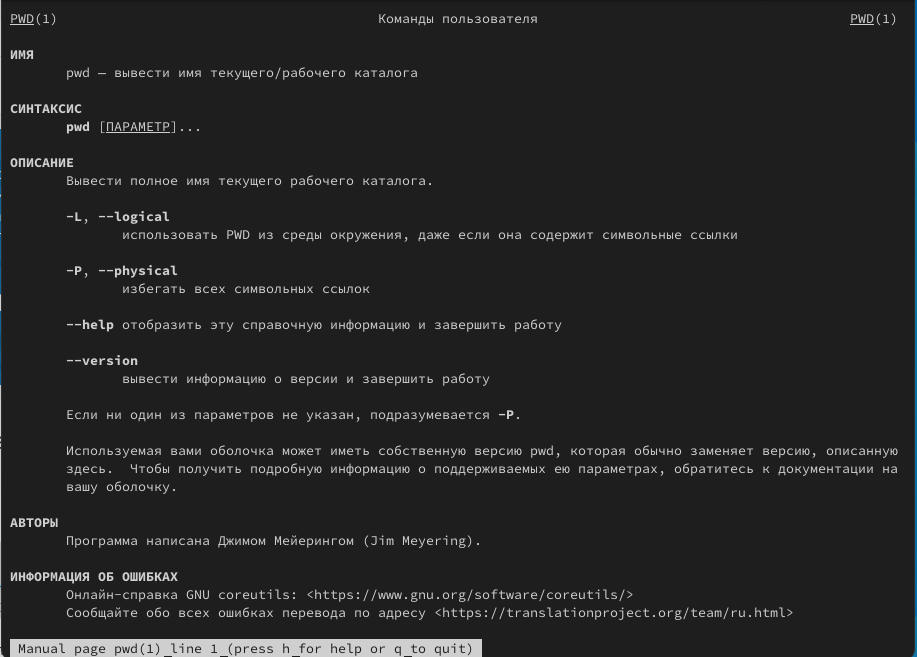 PWD(1) Команды пользователя PWD(1)
ИМЯ
pwd — вывести имя текущего/рабочего каталога
СИНТАКСИС
pwd [ПАРАМЕТР]...
ОПИСАНИЕ
Вывести полное имя текущего рабочего каталога.
-L, --logical
использовать PWD из среды окружения, даже если она содержит символьные ссылки
-P, --physical
избегать всех символьных ссылок
--help отобразить эту справочную информацию и завершить работу
--version
вывести информацию о версии и завершить работу
Если ни один из параметров не указан, подразумевается -P.
Используемая вами оболочка может иметь собственную версию pwd, которая обычно заменяет версию, описанную
здесь. Чтобы получить подробную информацию о поддерживаемых ею параметрах, обратитесь к документации на
вашу оболочку.
АВТОРЫ
Программа написана Джимом Мейерингом (Jim Meyering).
ИНФОРМАЦИЯ ОБ ОШИБКАХ
Онлайн-справка GNU coreutils: <https://www.gnu.org/software/coreutils/>
Сообщайте обо всех ошибках перевода по адресу <https://translationproject.org/team/ru.html>
Manual page pwd(1) line 1 (press h for help or q to quit)